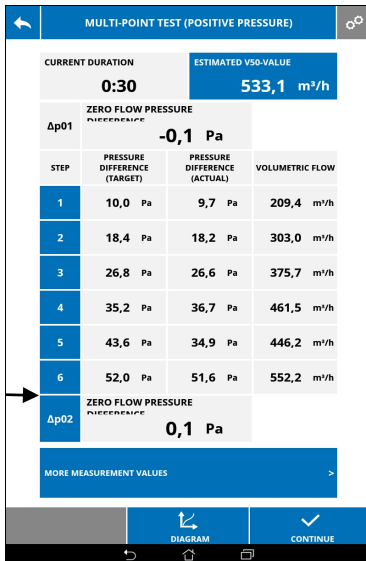 MULTI-POINT TEST (POSITIVE PRESSURE)
CURRENT DURATION
0:30
ESTIMATED V50-VALUE
533,1 m³/h
Δp01
ZERO FLOW PRESSURE
DIFFERENCE
-0,1 Pa
STEP
PRESSURE
DIFFERENCE
(TARGET)
PRESSURE
DIFFERENCE
(ACTUAL)
VOLUMETRIC FLOW
1 10,0 Pa 9,7 Pa 209,4 m³/h
2 18,4 Pa 18,2 Pa 303,0 m³/h
3 26,8 Pa 26,6 Pa 375,7 m³/h
4 35,2 Pa 36,7 Pa 461,5 m³/h
5 43,6 Pa 34,9 Pa 446,2 m³/h
6 52,0 Pa 51,6 Pa 552,2 m³/h
Δp02
ZERO FLOW PRESSURE
DIFFERENCE
0,1 Pa
MORE MEASUREMENT VALUES >
DIAGRAM
CONTINUE